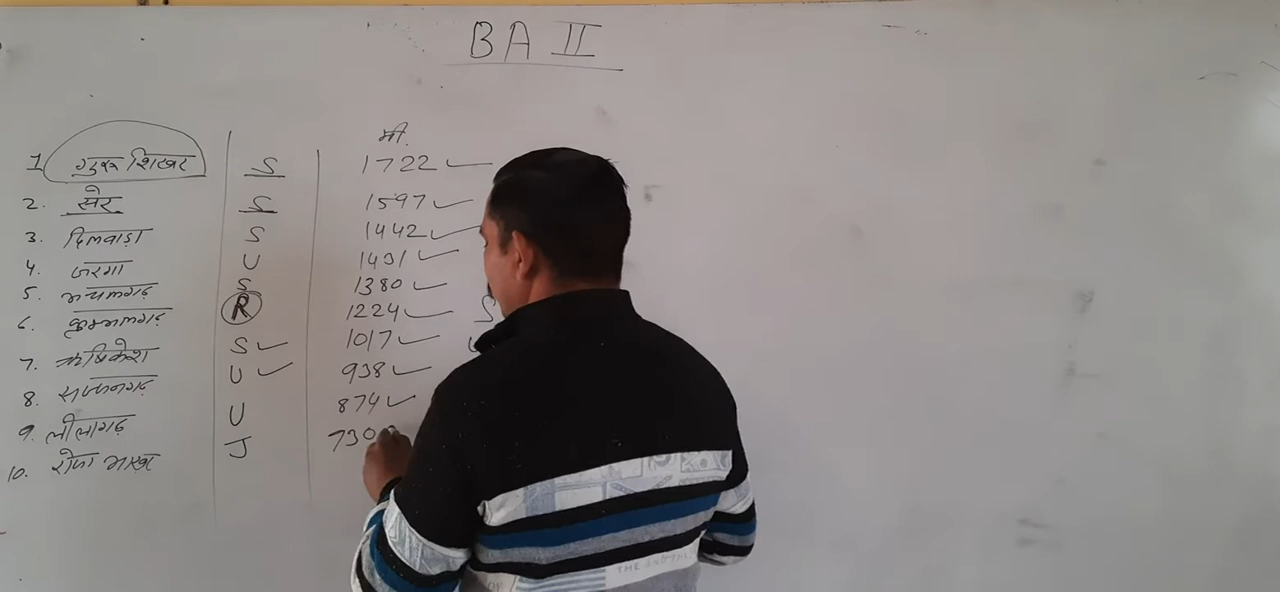 BA II
मी.
1 गुरू शिखर S 1722
2. सेर S 1597
3. दिलवाड़ा S 1442
4. जरगा U 1431
5. अचलगढ़ S 1380
6. कुम्भलगढ़ R 1224 S
7. ऋषिकेश S 1017
8. सज्जनगढ़ U 938
9. लीलागढ़ U 874
10. J 730
THE